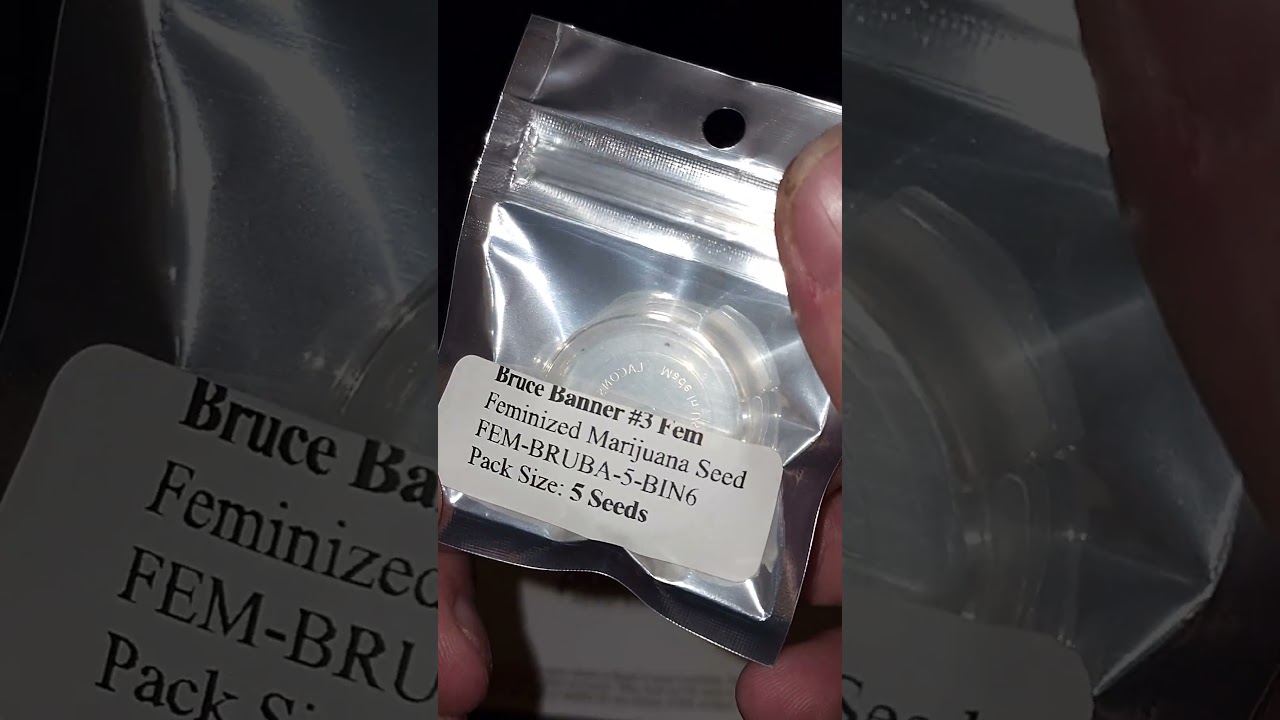 Bruce Banner #3 Fem
Feminized Marijuana Seed
FEM-BRUBA-5-BIN6
Pack Size: 5 Seeds